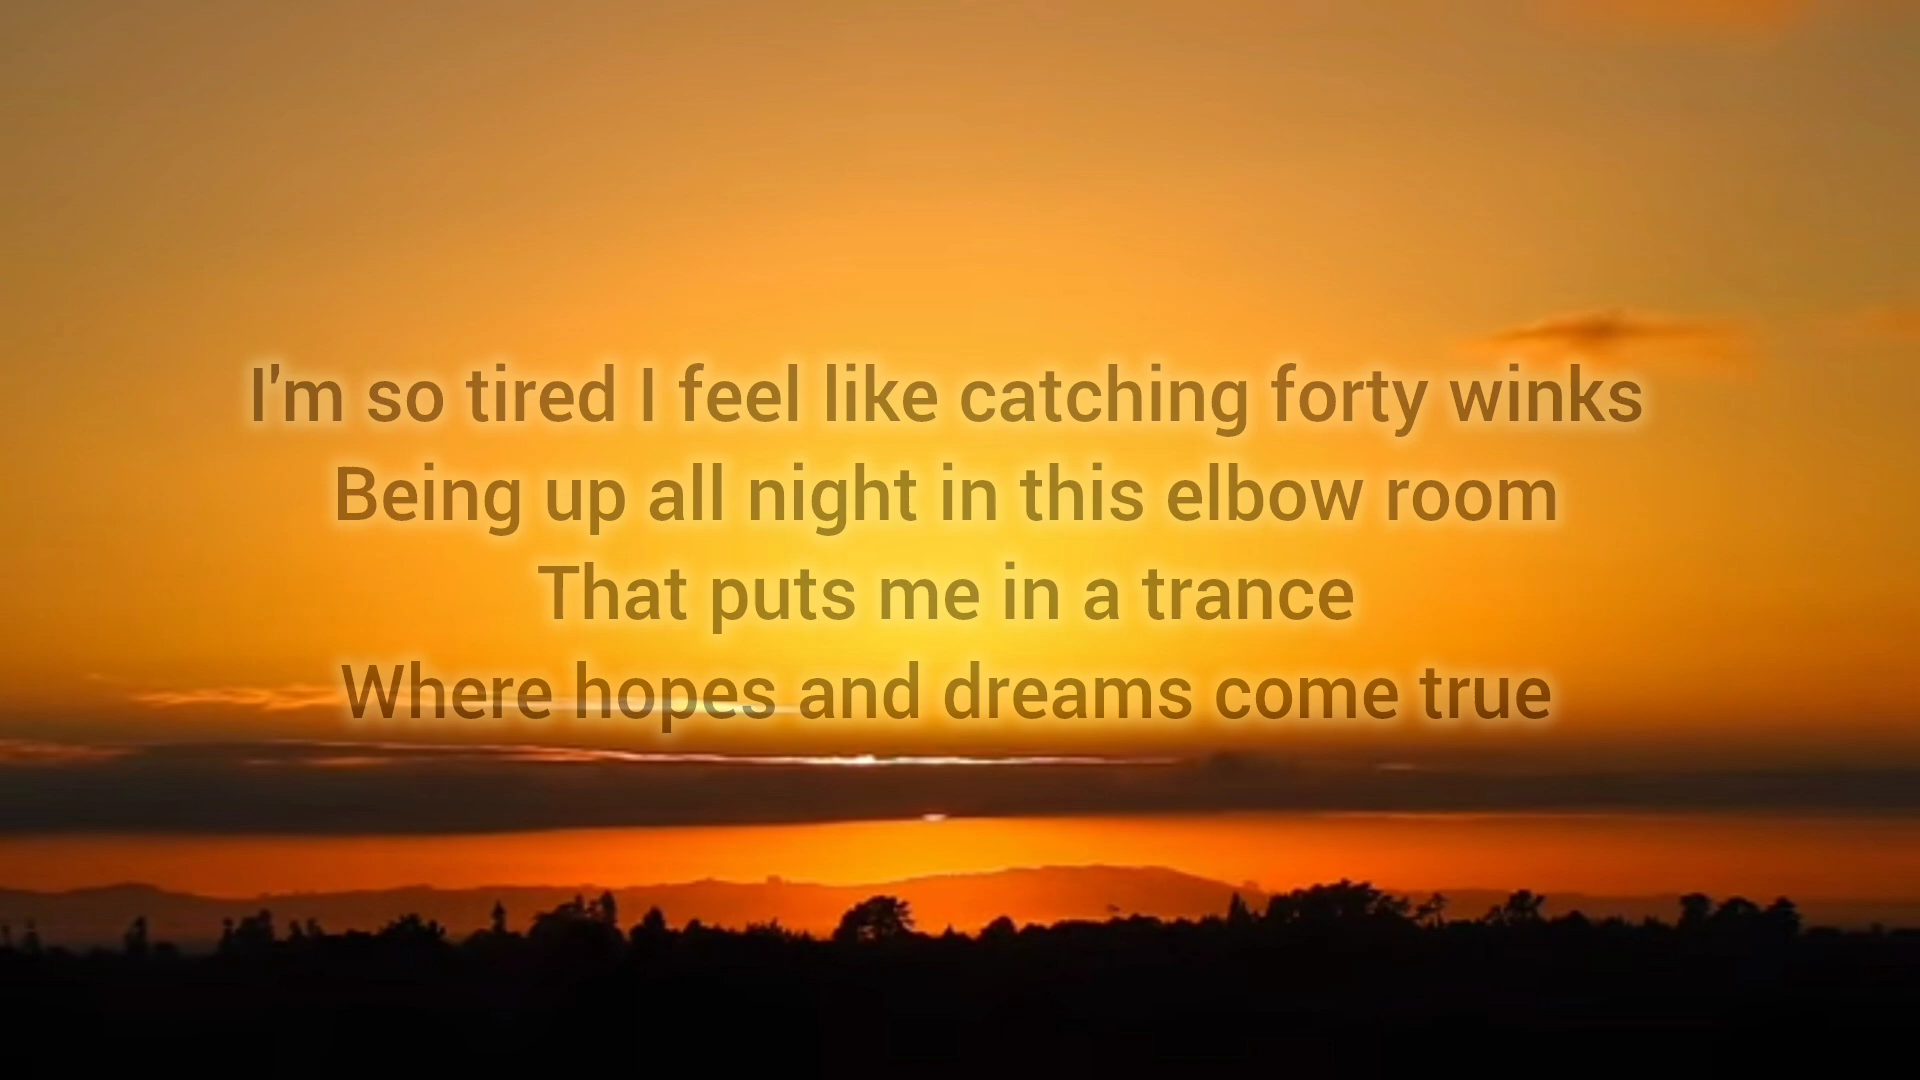 I'm so tired I feel like catching forty winks
Being up all night in this elbow room
That puts me in a trance
Where hopes and dreams come true